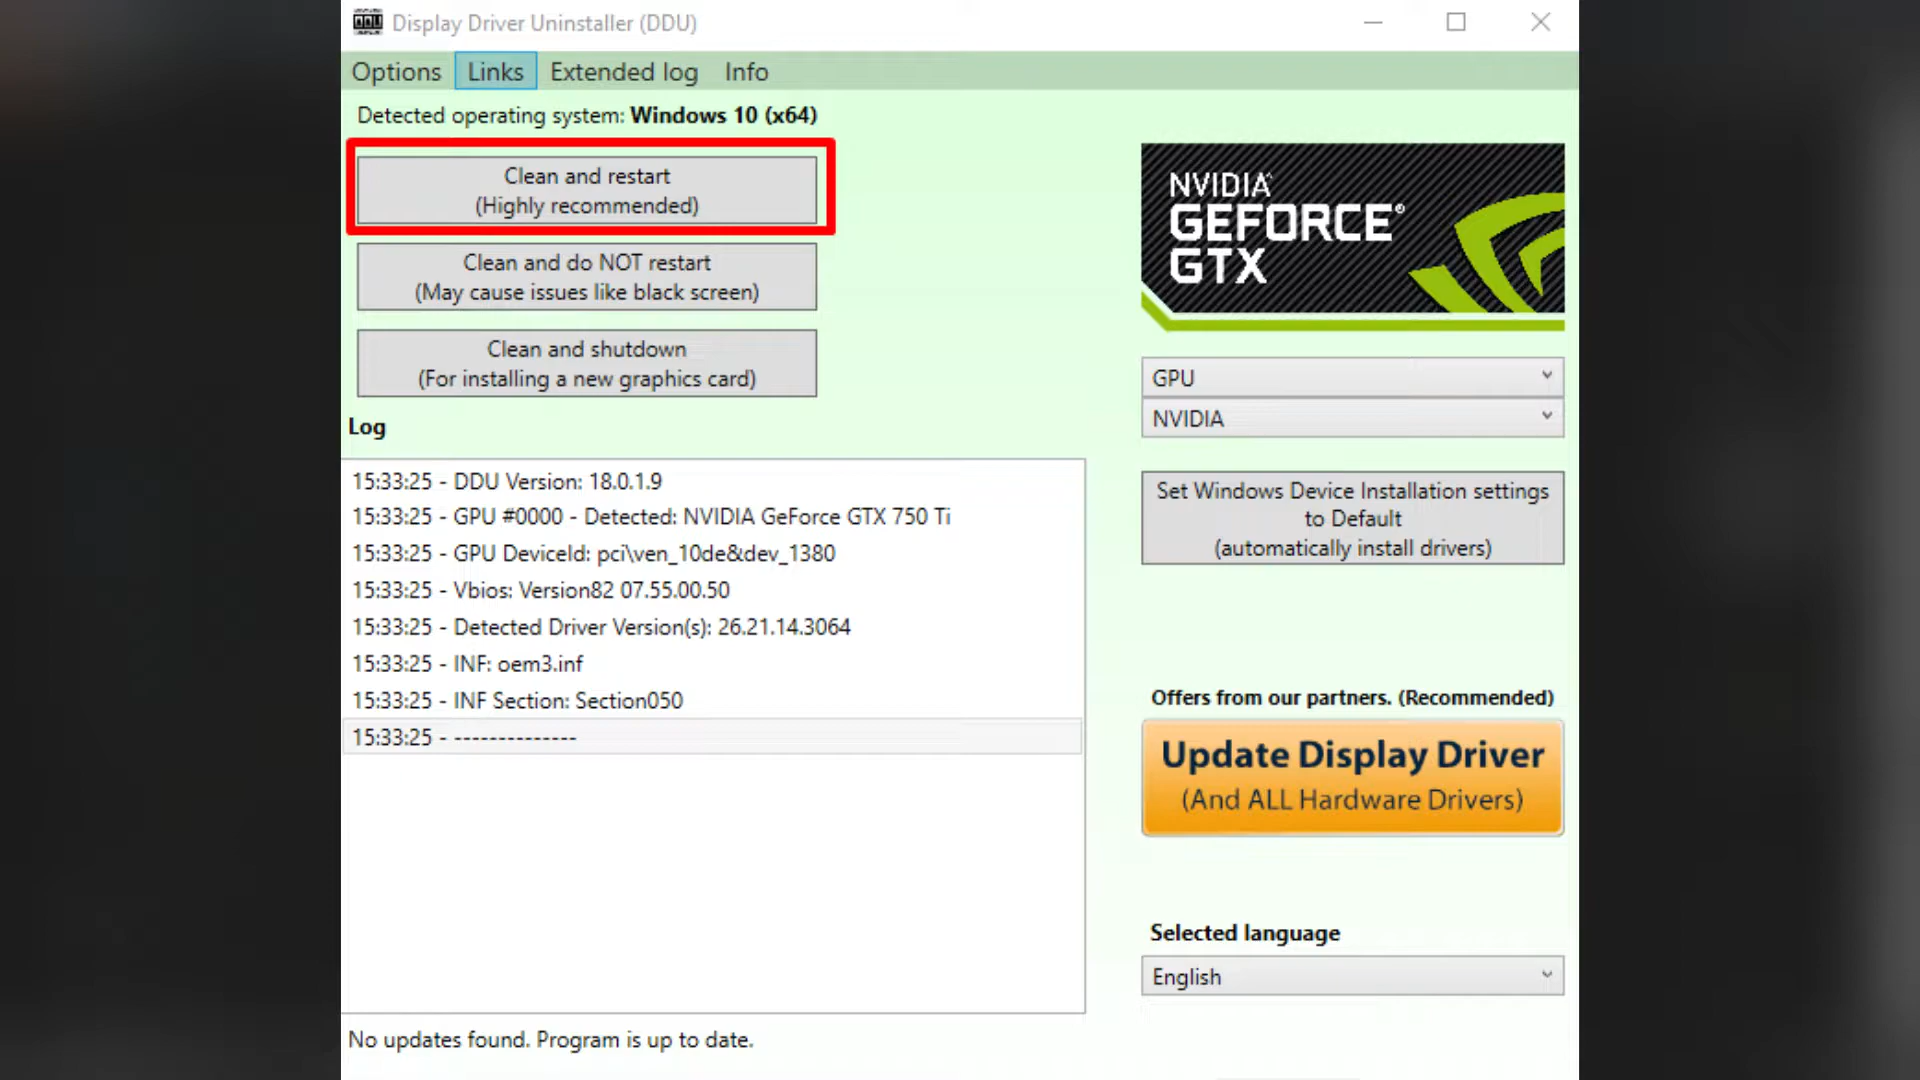 Display Driver Uninstaller (DDU)
Options Links Extended log Info
Detected operating system: Windows 10 (x64)
Clean and restart
(Highly recommended)
Clean and do NOT restart
(May cause issues like black screen)
Clean and shutdown
(For installing a new graphics card)
NVIDIA
GEFORCE®
GTX
GPU
NVIDIA
Set Windows Device Installation settings
to Default
(automatically install drivers)
Log
15:33:25 - DDU Version: 18.0.1.9
15:33:25 - GPU #0000 - Detected: NVIDIA GeForce GTX 750 Ti
15:33:25 - GPU DeviceId: pci\ven_10de&dev_1380
15:33:25 - Vbios: Version82 07.55.00.50
15:33:25 - Detected Driver Version(s): 26.21.14.3064
15:33:25 - INF: oem3.inf
15:33:25 - INF Section: Section050
15:33:25 - --------------
Offers from our partners. (Recommended)
Update Display Driver
(And ALL Hardware Drivers)
Selected language
English
No updates found. Program is up to date.